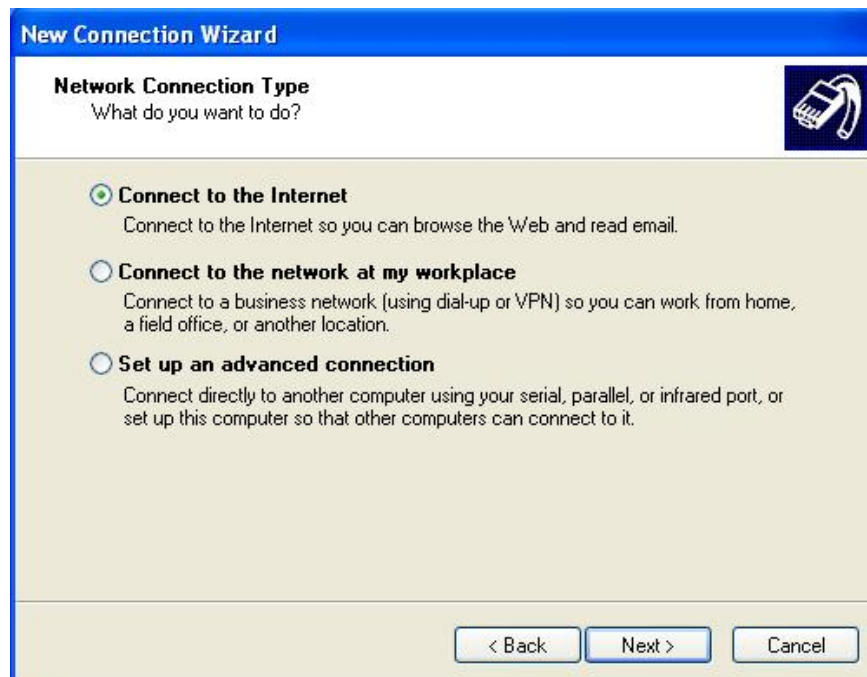 New Connection Wizard
Network Connection Type
What do you want to do?
Connect to the Internet
Connect to the Internet so you can browse the Web and read email.
Connect to the network at my workplace
Connect to a business network (using dial-up or VPN) so you can work from home,
a field office, or another location.
Set up an advanced connection
Connect directly to another computer using your serial, parallel, or infrared port, or
set up this computer so that other computers can connect to it.
< Back Next > Cancel